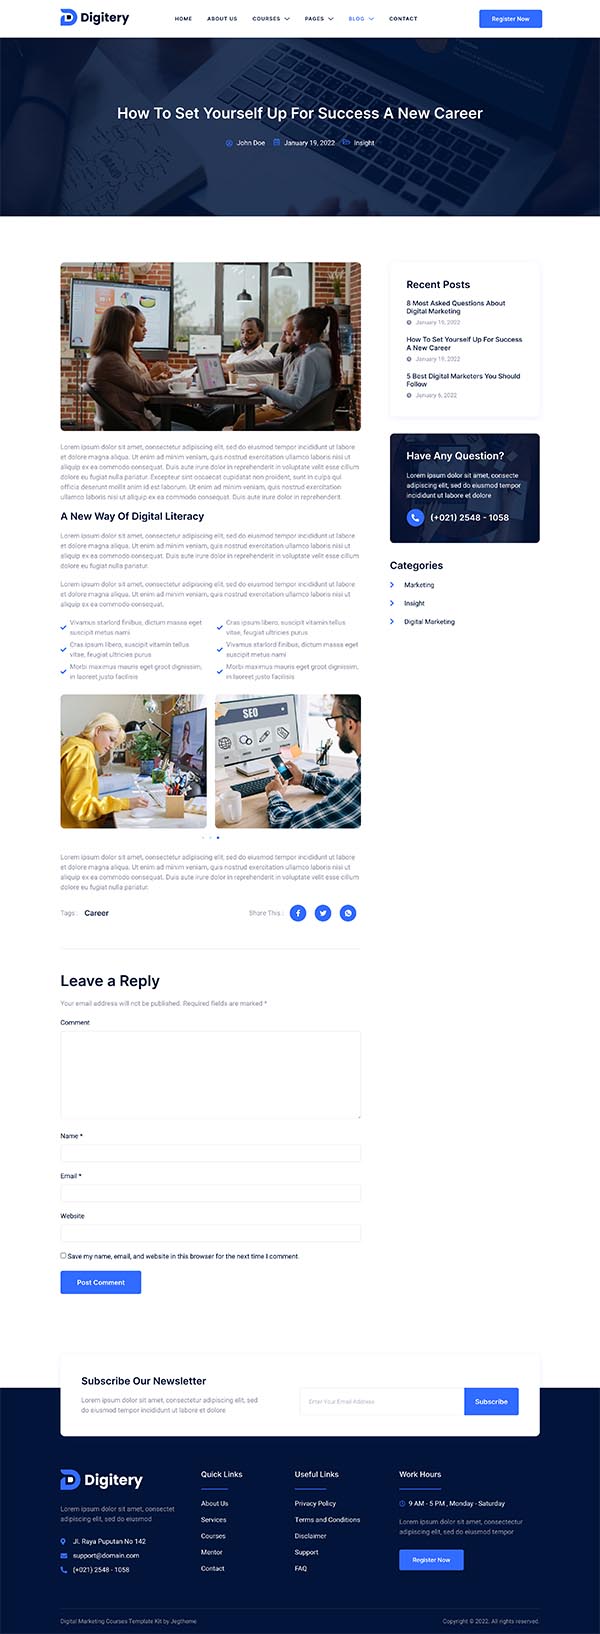 Digitery
HOME
ABOUT US
COURSES
PAGES
BLOG
CONTACT
Register Now
How To Set Yourself Up For Success A New Career
John Doe
January 19, 2022
Insight
Lorem ipsum dolor sit amet, consectetur adipiscing elit, sed do eiusmod tempor incididunt ut labore
et dolore magna aliqua. Ut enim ad minim veniam, quis nostrud exercitation ullamco laboris nisi ut
aliquip ex ea commodo consequat. Duis aute irure dolor in reprehenderit in voluptate velit esse cillum
dolore eu fugiat nulla pariatur. Excepteur sint occaecat cupidatat non proident, sunt in culpa qui
officia deserunt mollit anim id est laborum. Ut enim ad minim veniam, quis nostrud exercitation
ullamco laboris nisi ut aliquip ex ea commodo consequat. Duis aute irure dolor in reprehenderit.
A New Way Of Digital Literacy
Lorem ipsum dolor sit amet, consectetur adipiscing elit, sed do eiusmod tempor incididunt ut labore
et dolore magna aliqua. Ut enim ad minim veniam, quis nostrud exercitation ullamco laboris nisi ut
aliquip ex ea commodo consequat. Duis aute irure dolor in reprehenderit in voluptate velit esse cillum
dolore eu fugiat nulla pariatur.
Lorem ipsum dolor sit amet, consectetur adipiscing elit, sed do eiusmod tempor incididunt ut labore
et dolore magna aliqua. Ut enim ad minim veniam, quis nostrud exercitation ullamco laboris nisi ut
aliquip ex ea commodo consequat.
Vivamus starlord finibus, dictum massa eget
suscipit metus nami
Cras ipsum libero, suscipit vitamin tellus
vitae, feugiat ultricies purus
Morbi maximus mauris eget groot dignissim,
in laoreet justo facilisis
Cras ipsum libero, suscipit vitamin tellus
vitae, feugiat ultricies purus
Vivamus starlord finibus, dictum massa eget
suscipit metus nami
Morbi maximus mauris eget groot dignissim,
in laoreet justo facilisis
SEO
Lorem ipsum dolor sit amet, consectetur adipiscing elit, sed do eiusmod tempor incididunt ut labore
et dolore magna aliqua. Ut enim ad minim veniam, quis nostrud exercitation ullamco laboris nisi ut
aliquip ex ea commodo consequat. Duis aute irure dolor in reprehenderit in voluptate velit esse cillum
dolore eu fugiat nulla pariatur.
Tags :
Career
Share This :
Recent Posts
8 Most Asked Questions About
Digital Marketing
January 19, 2022
How To Set Yourself Up For Success
A New Career
January 19, 2022
5 Best Digital Marketers You Should
Follow
January 6, 2022
Have Any Question?
Lorem ipsum dolor sit amet, consecte
adipiscing elit, sed do eiusmod tempor
incididunt ut labore et dolore
(+021) 2548 - 1058
Categories
Marketing
Insight
Digital Marketing
Leave a Reply
Your email address will not be published. Required fields are marked *
Comment
Name *
Email *
Website
Save my name, email, and website in this browser for the next time I comment.
Post Comment
Subscribe Our Newsletter
Lorem ipsum dolor sit amet, consectetur adipiscing elit, sed
do eiusmod tempor incididunt ut labore et dolore
Enter Your Email Address
Subscribe
Digitery
Lorem ipsum dolor sit amet, consectet
adipiscing elit, sed do eiusmod
Jl. Raya Puputan No 142
support@domain.com
(+021) 2548 - 1058
Quick Links
About Us
Services
Courses
Mentor
Contact
Useful Links
Privacy Policy
Terms and Conditions
Disclaimer
Support
FAQ
Work Hours
9 AM - 5 PM , Monday - Saturday
Lorem ipsum dolor sit amet, consectetur
adipiscing elit, sed do eiusmod tempor
Register Now
Digital Marketing Courses Template Kit by Jegtheme
Copyright © 2022. All rights reserved.